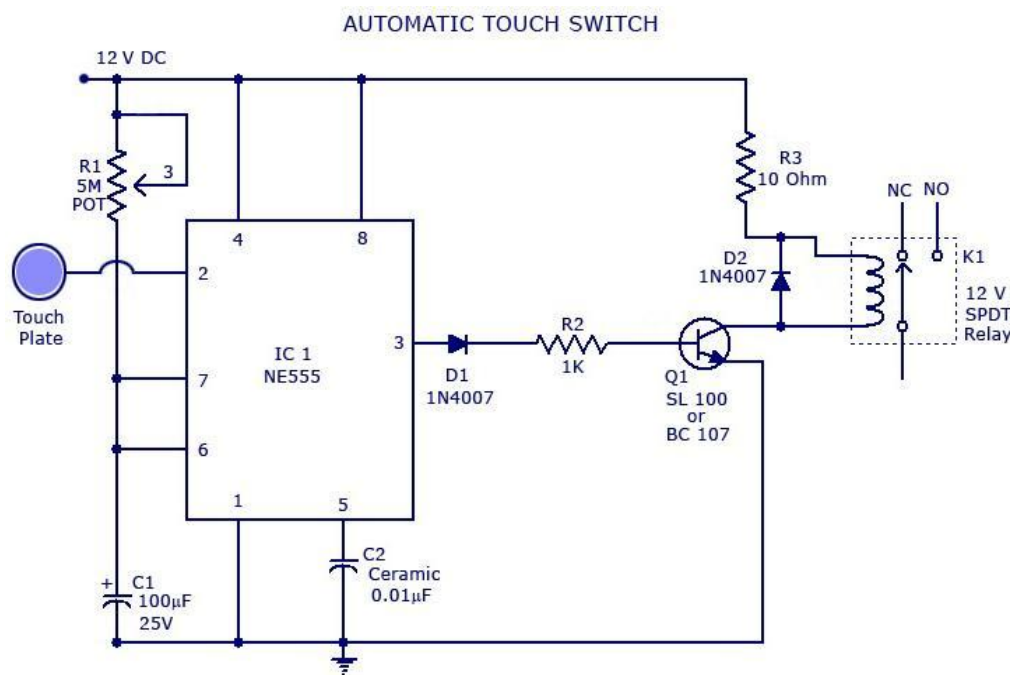 AUTOMATIC TOUCH SWITCH
12 V DC
R1
5M
POT
3
4
8
R3
10 Ohm
NC
NO
D2
1N4007
K1
12 V
SPDT
Relay
Touch
Plate
2
IC 1
NE555
3
D1
1N4007
R2
1K
Q1
SL 100
or
BC 107
7
6
1
5
C2
Ceramic
0.01µF
+
C1
100µF
25V